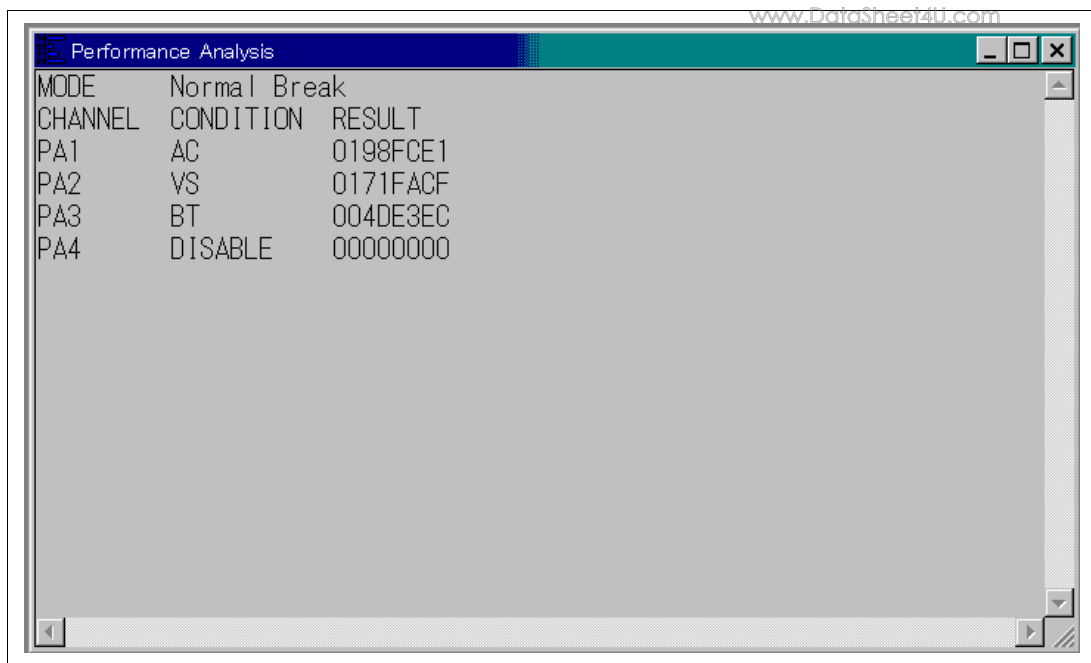 www.DataSheet4U.com
Performance Analysis
MODE Normal Break
CHANNEL CONDITION RESULT
PA1 AC 0198FCE1
PA2 VS 0171FACF
PA3 BT 004DE3EC
PA4 DISABLE 00000000